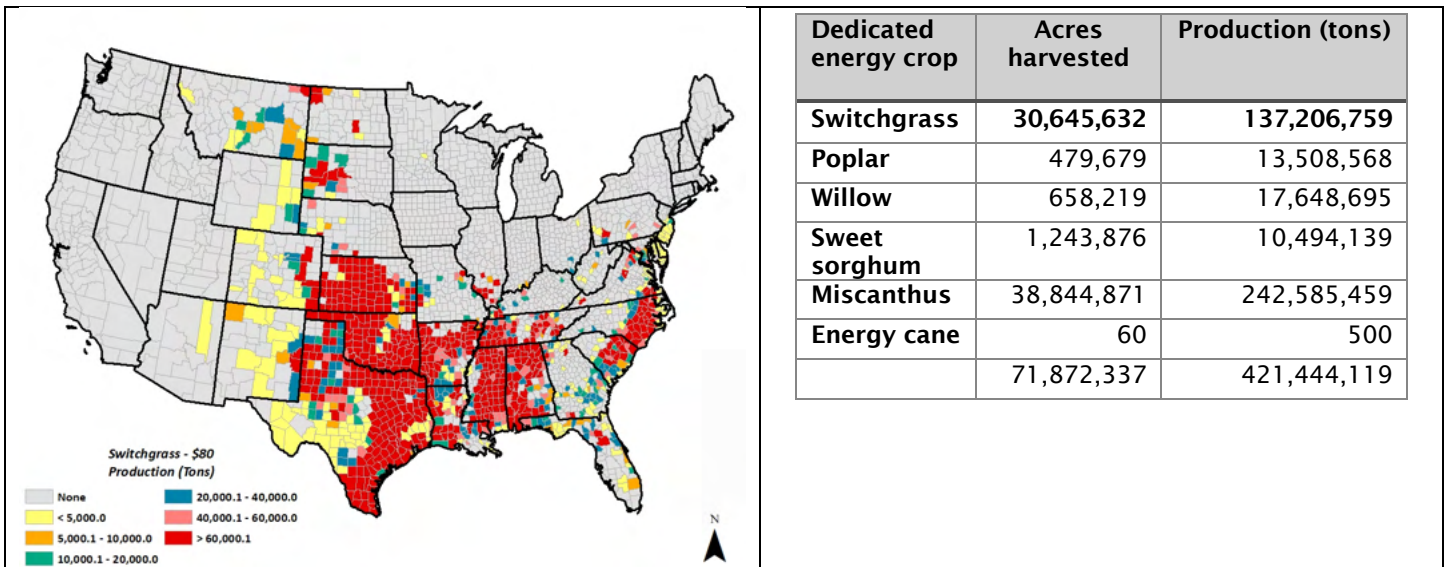 Switchgrass - $80
Production (Tons)
None
< 5,000.0
5,000.1 - 10,000.0
10,000.1 - 20,000.0
20,000.1 - 40,000.0
40,000.1 - 60,000.0
> 60,000.1
N
Dedicated energy crop Acres harvested Production (tons)
Switchgrass 30,645,632 137,206,759
Poplar 479,679 13,508,568
Willow 658,219 17,648,695
Sweet sorghum 1,243,876 10,494,139
Miscanthus 38,844,871 242,585,459
Energy cane 60 500
71,872,337 421,444,119